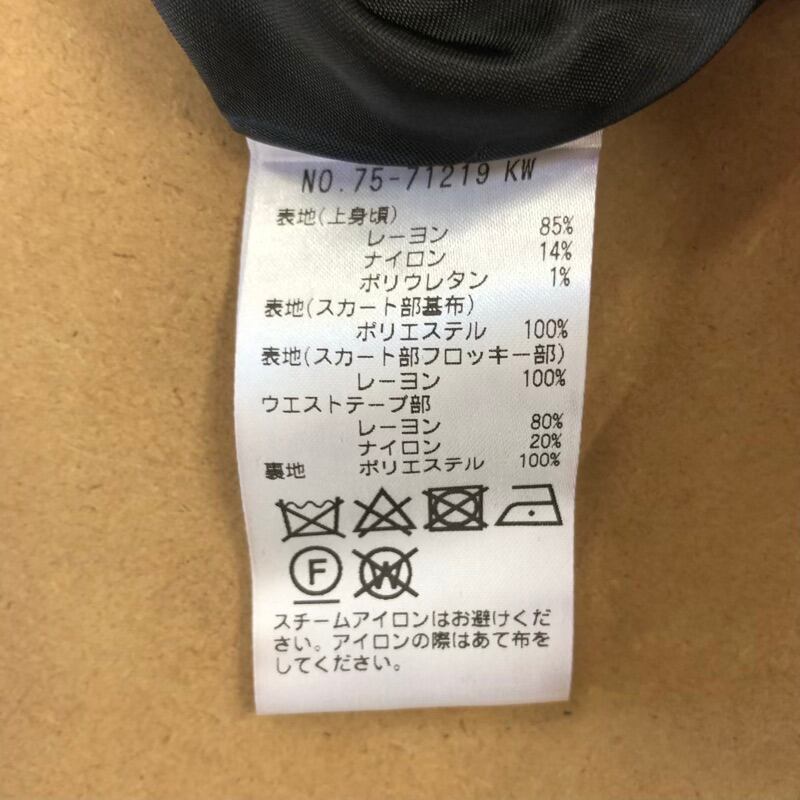 NO.75-71219 KW
表地(上身頃)
レーヨン 85%
ナイロン 14%
ポリウレタン 1%
表地(スカート部基布)
ポリエステル 100%
表地(スカート部フロッキー部)
レーヨン 100%
ウエストテープ部
レーヨン 80%
ナイロン 20%
裏地 ポリエステル 100%
F W
スチームアイロンはお避けくだ
さい。アイロンの際はあて布を
してください。